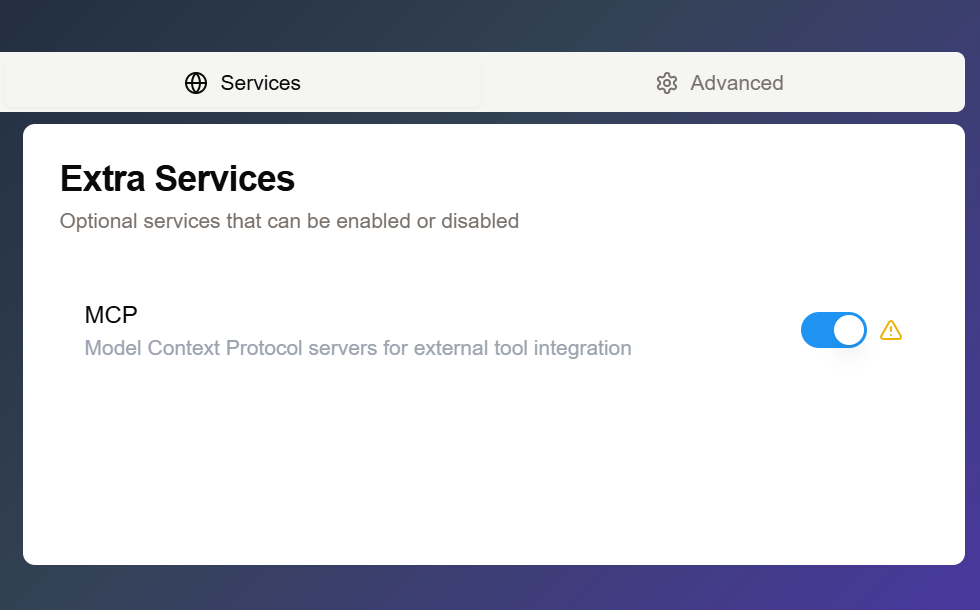 Services
Advanced
Extra Services
Optional services that can be enabled or disabled
MCP
Model Context Protocol servers for external tool integration